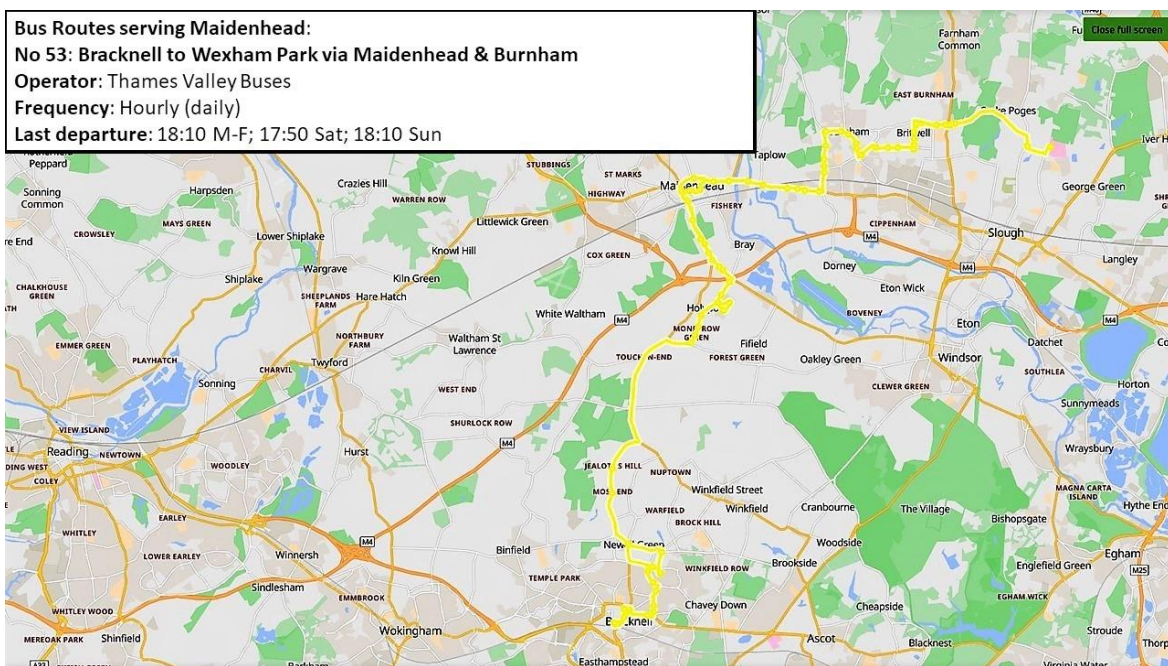 Bus Routes serving Maidenhead:
No 53: Bracknell to Wexham Park via Maidenhead & Burnham
Operator: Thames Valley Buses
Frequency: Hourly (daily)
Last departure: 18:10 M-F; 17:50 Sat; 18:10 Sun
Close full screen
Farnham
Common
EAST BURNHAM
Taplow
Iver
Peppard
STUBBINGS
ST MARKS
Sonning
Common
Harpsden
Crazies Hill
WARREN ROW
HIGHWAY
George Green
MAYS GREEN
FISHERY
CROWSLEY
Littlewick Green
CIPPENHAM
M4
Slough
Lower Shiplake
Knowl Hill
COX GREEN
Bray
Langley
Shiplake
Wargrave
Kiln Green
Dorney
M4
CHALKHOUSE
GREEN
SHEEPLANDS
FARM
Hare Hatch
Eton Wick
BOVENEY
M4
White Waltham
M4
Eton
EMMER GREEN
PLAYHATCH
NORTHBURY
FARM
Waltham St
Lawrence
Fifield
Datchet
Twyford
FOREST GREEN
Oakley Green
Windsor
Sonning
CHARVIL
CLEWER GREEN
SOUTHLEA
Horton
WEST END
Sunnymeads
VIEW ISLAND
SHURLOCK ROW
Reading
NEWTOWN
M4
Hurst
Wraysbury
WOODLEY
NUPTOWN
COLEY
Winkfield Street
MAGNA CARTA
ISLAND
WARFIELD
Winkfield
Cranbourne
The Village
Hythe End
EARLEY
BROCK HILL
Bishopsgate
WHITLEY
M4
Woodside
LOWER EARLEY
Winnersh
Binfield
Egham
Brookside
Englefield Green
TEMPLE PARK
WINKFIELD ROW
M25
Sindlesham
EMMBROOK
EGHAM WICK
Chavey Down
Cheapside
WHITLEY WOOD
Wokingham
Stroude
MEREOAK PARK
Shinfield
Ascot
Blacknest
Easthampstead
Virginia Water